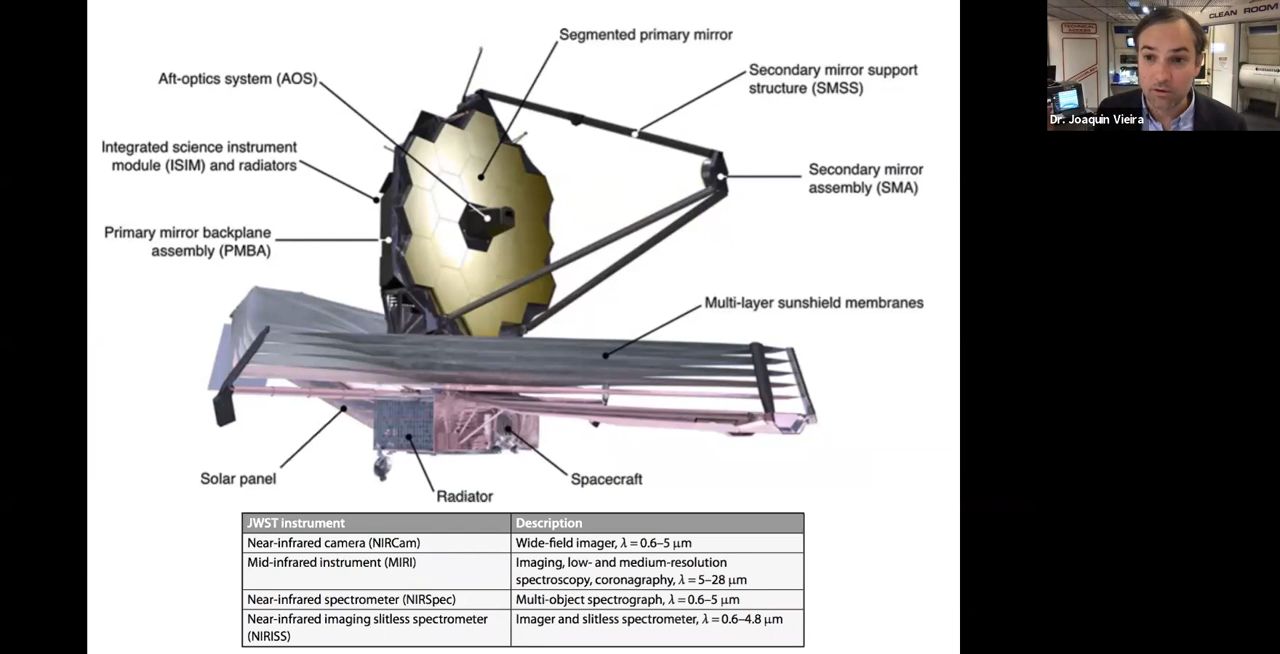 Segmented primary mirror
Aft-optics system (AOS)
Secondary mirror support
structure (SMSS)
Integrated science instrument
module (ISIM) and radiators
Secondary mirror
assembly (SMA)
Primary mirror backplane
assembly (PMBA)
Multi-layer sunshield membranes
Solar panel
Radiator
Spacecraft
JWST instrument Description
Near-infrared camera (NIRCam) Wide-field imager, λ = 0.6–5 μm
Mid-infrared instrument (MIRI) Imaging, low- and medium-resolution
spectroscopy, coronagraphy, λ = 5–28 μm
Near-infrared spectrometer (NIRSpec) Multi-object spectrograph, λ = 0.6–5 μm
Near-infrared imaging slitless spectrometer Imager and slitless spectrometer, λ = 0.6–4.8 μm
(NIRISS)
CLEAN ROOM
Dr. Joaquin Vieira